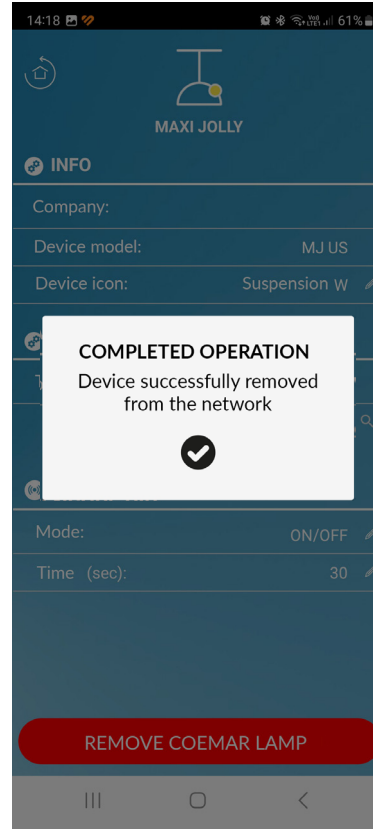 14:18
61%
MAXI JOLLY
INFO
Company:
Device model: MJ US
Device icon: Suspension W
COMPLETED OPERATION
Device successfully removed
from the network
Mode: ON/OFF
Time (sec): 30
REMOVE COEMAR LAMP